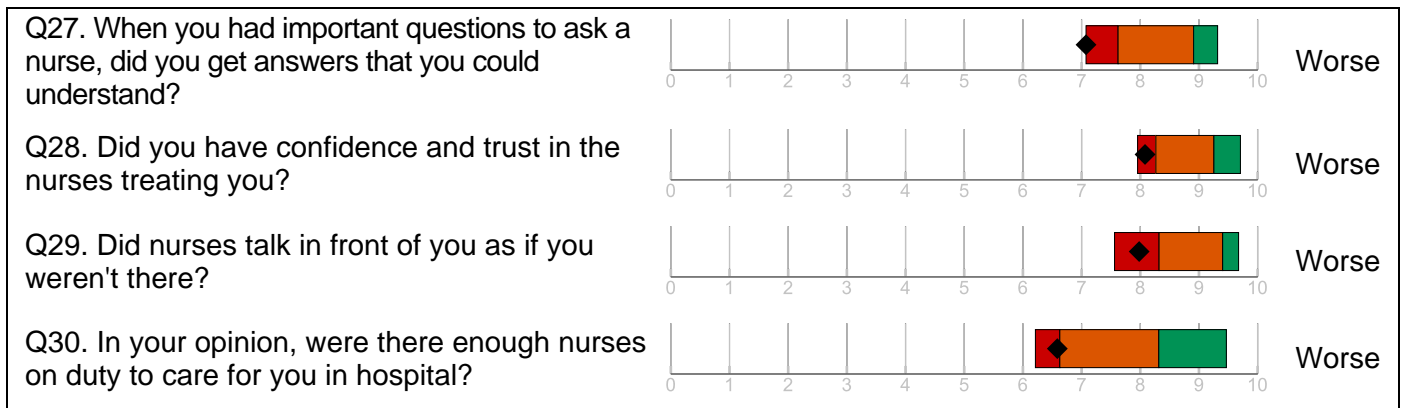 Q27. When you had important questions to ask a
nurse, did you get answers that you could
understand?
0 1 2 3 4 5 6 7 8 9 10
Worse
Q28. Did you have confidence and trust in the
nurses treating you?
0 1 2 3 4 5 6 7 8 9 10
Worse
Q29. Did nurses talk in front of you as if you
weren't there?
0 1 2 3 4 5 6 7 8 9 10
Worse
Q30. In your opinion, were there enough nurses
on duty to care for you in hospital?
0 1 2 3 4 5 6 7 8 9 10
Worse